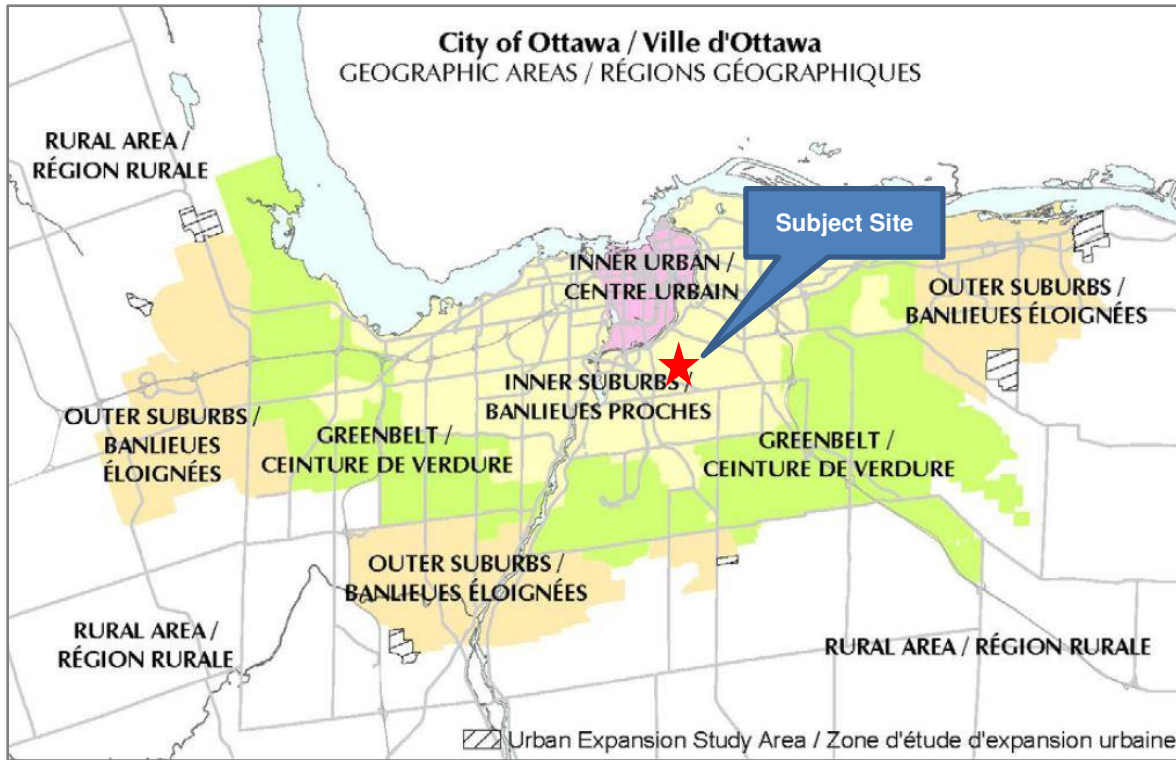 City of Ottawa / Ville d'Ottawa
GEOGRAPHIC AREAS / RÉGIONS GÉOGRAPHIQUES
RURAL AREA /
RÉGION RURALE
Subject Site
INNER URBAN /
CENTRE URBAIN
OUTER SUBURBS /
BANLIEUES ÉLOIGNÉES
INNER SUBURBS /
BANLIEUES PROCHES
OUTER SUBURBS /
BANLIEUES
ÉLOIGNÉES
GREENBELT /
CEINTURE DE VERDURE
GREENBELT /
CEINTURE DE VERDURE
OUTER SUBURBS /
BANLIEUES ÉLOIGNÉES
RURAL AREA /
RÉGION RURALE
RURAL AREA / RÉGION RURALE
Urban Expansion Study Area / Zone d'étude d'expansion urbaine